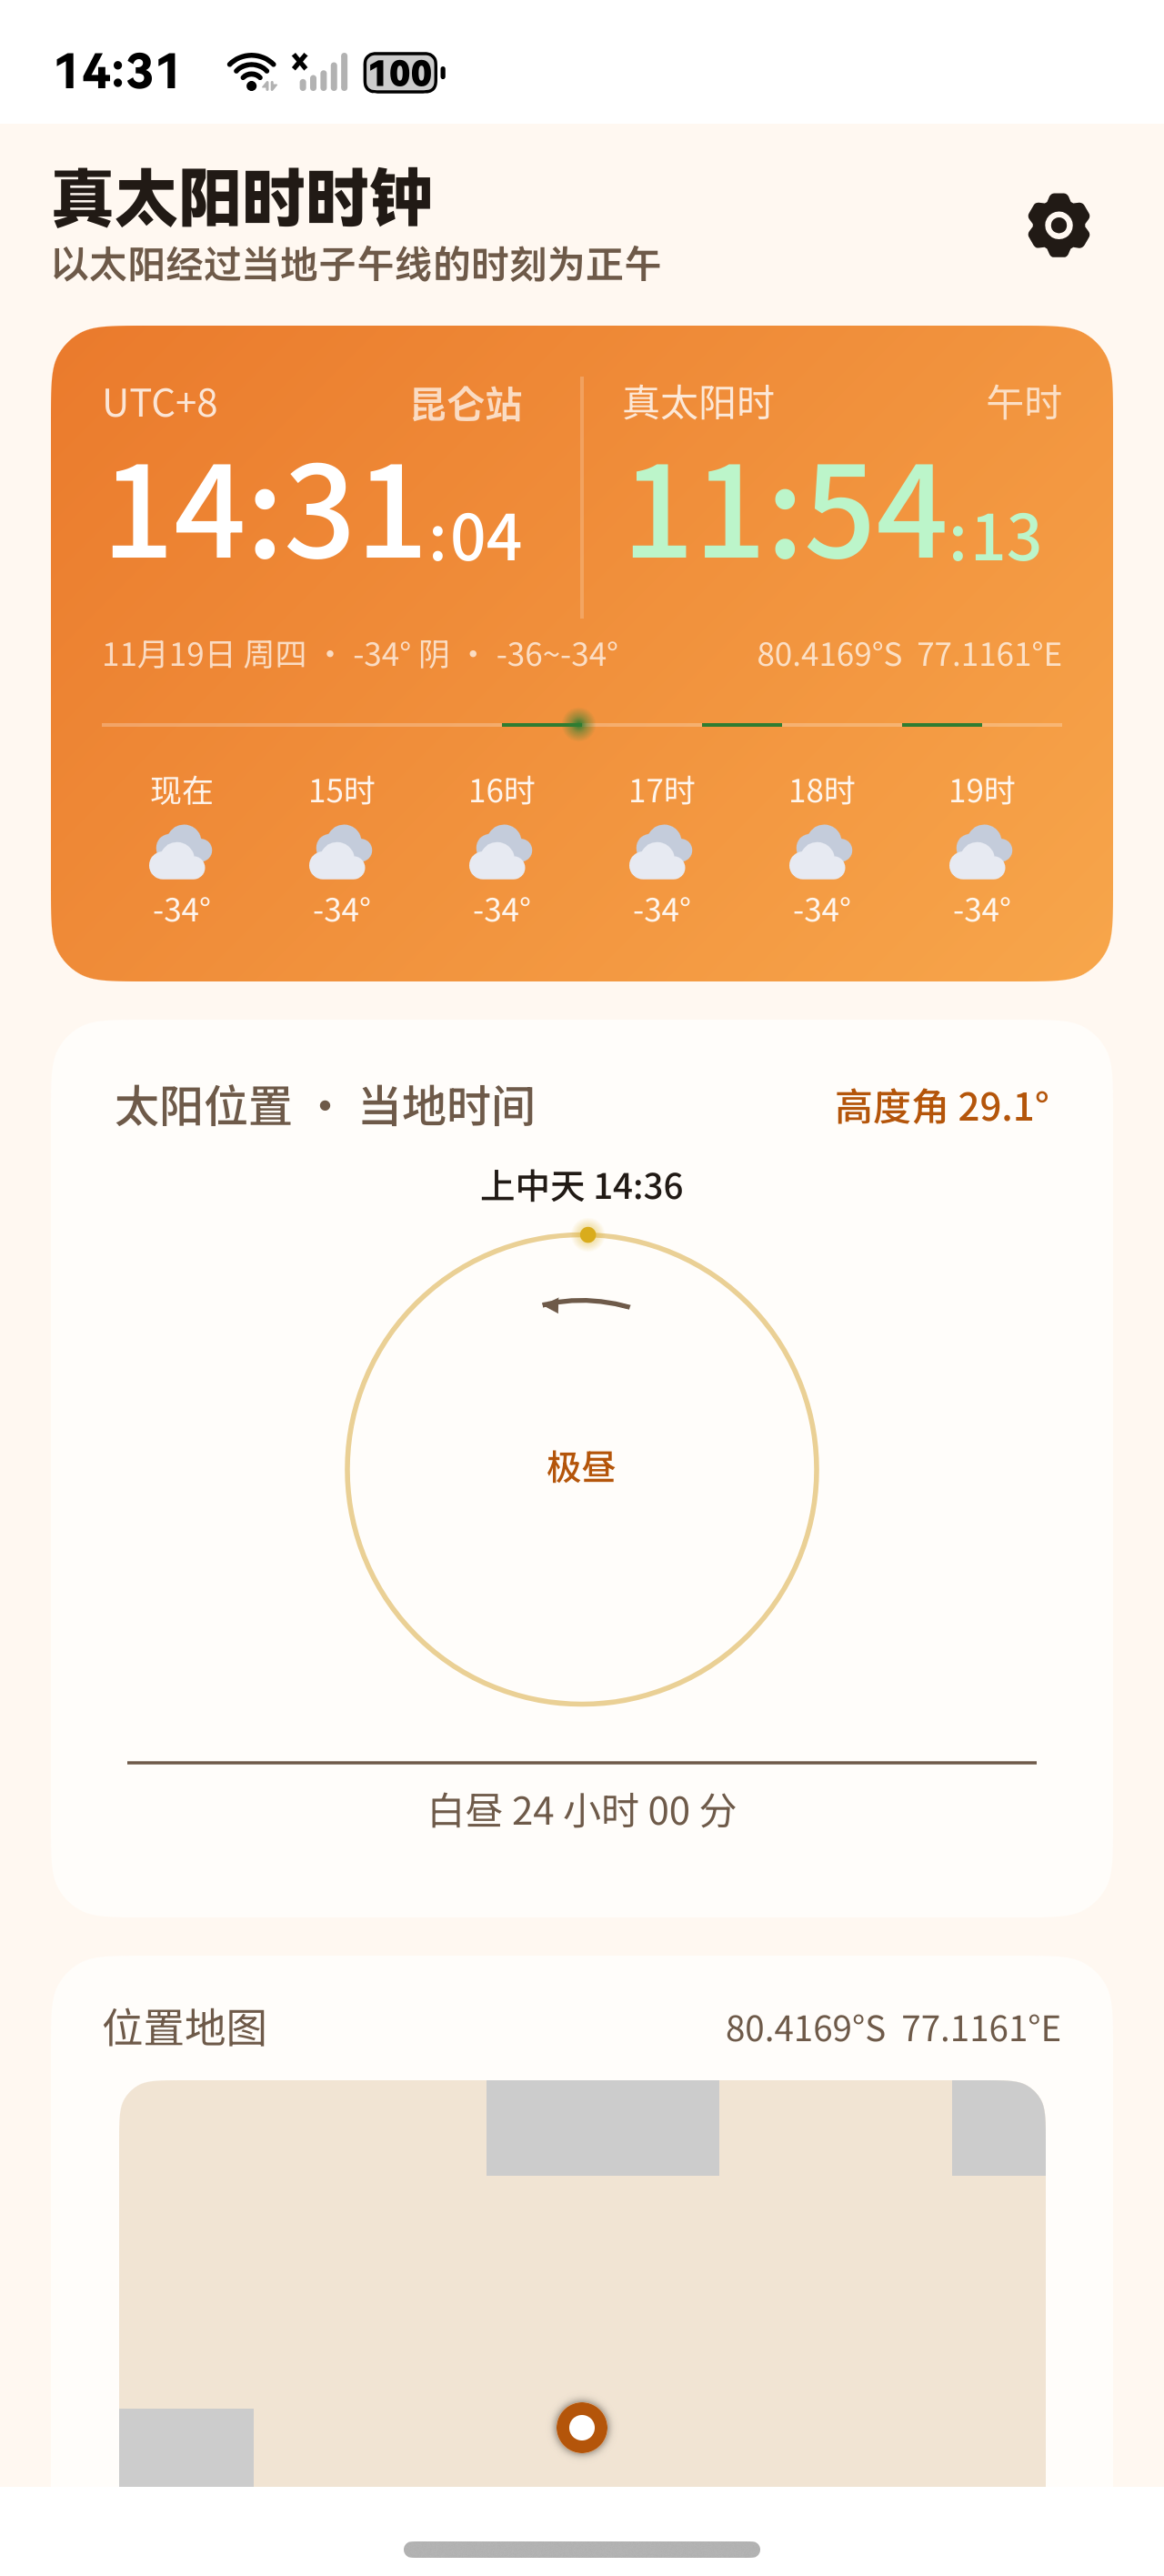 14:31 100
真太阳时时钟
以太阳经过当地子午线的时刻为正午
UTC+8 昆仑站 真太阳时 午时
14:31:04 11:54:13
11月19日 周四 · -34° 阴 · -36~-34° 80.4169°S 77.1161°E
现在 15时 16时 17时 18时 19时
-34° -34° -34° -34° -34° -34°
太阳位置 · 当地时间 高度角 29.1°
上中天 14:36
极昼
白昼 24 小时 00 分
位置地图 80.4169°S 77.1161°E